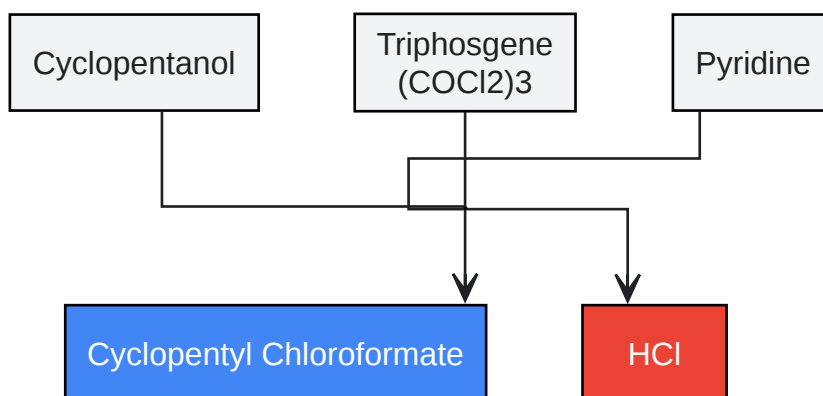 Cyclopentanol
Triphosgene
(COCl2)3
Pyridine
Cyclopentyl Chloroformate
HCl